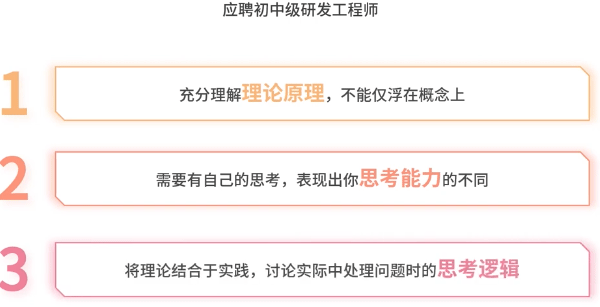 应聘初中级研发工程师
1
充分理解理论原理，不能仅浮在概念上
2
需要有自己的思考，表现出你思考能力的不同
3
将理论结合于实践，讨论实际中处理问题时的思考逻辑